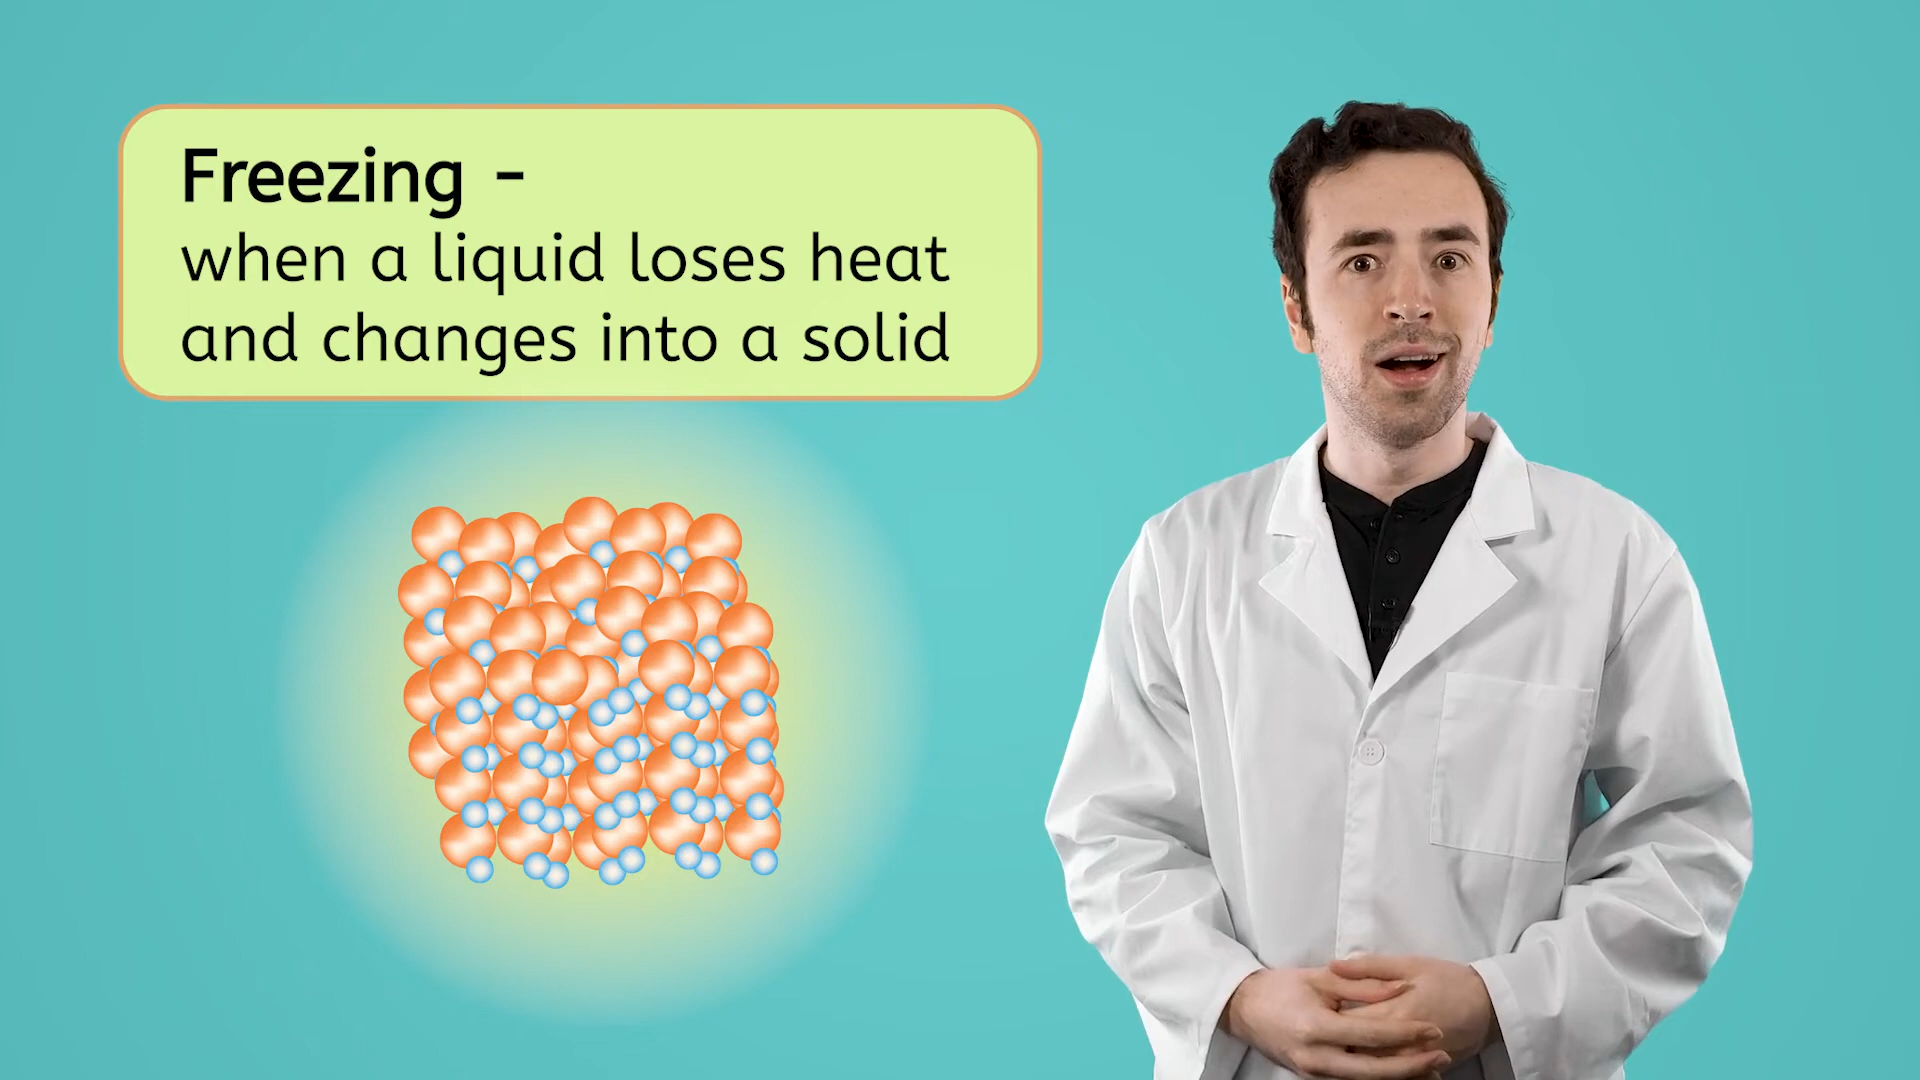 Freezing -
when a liquid loses heat
and changes into a solid